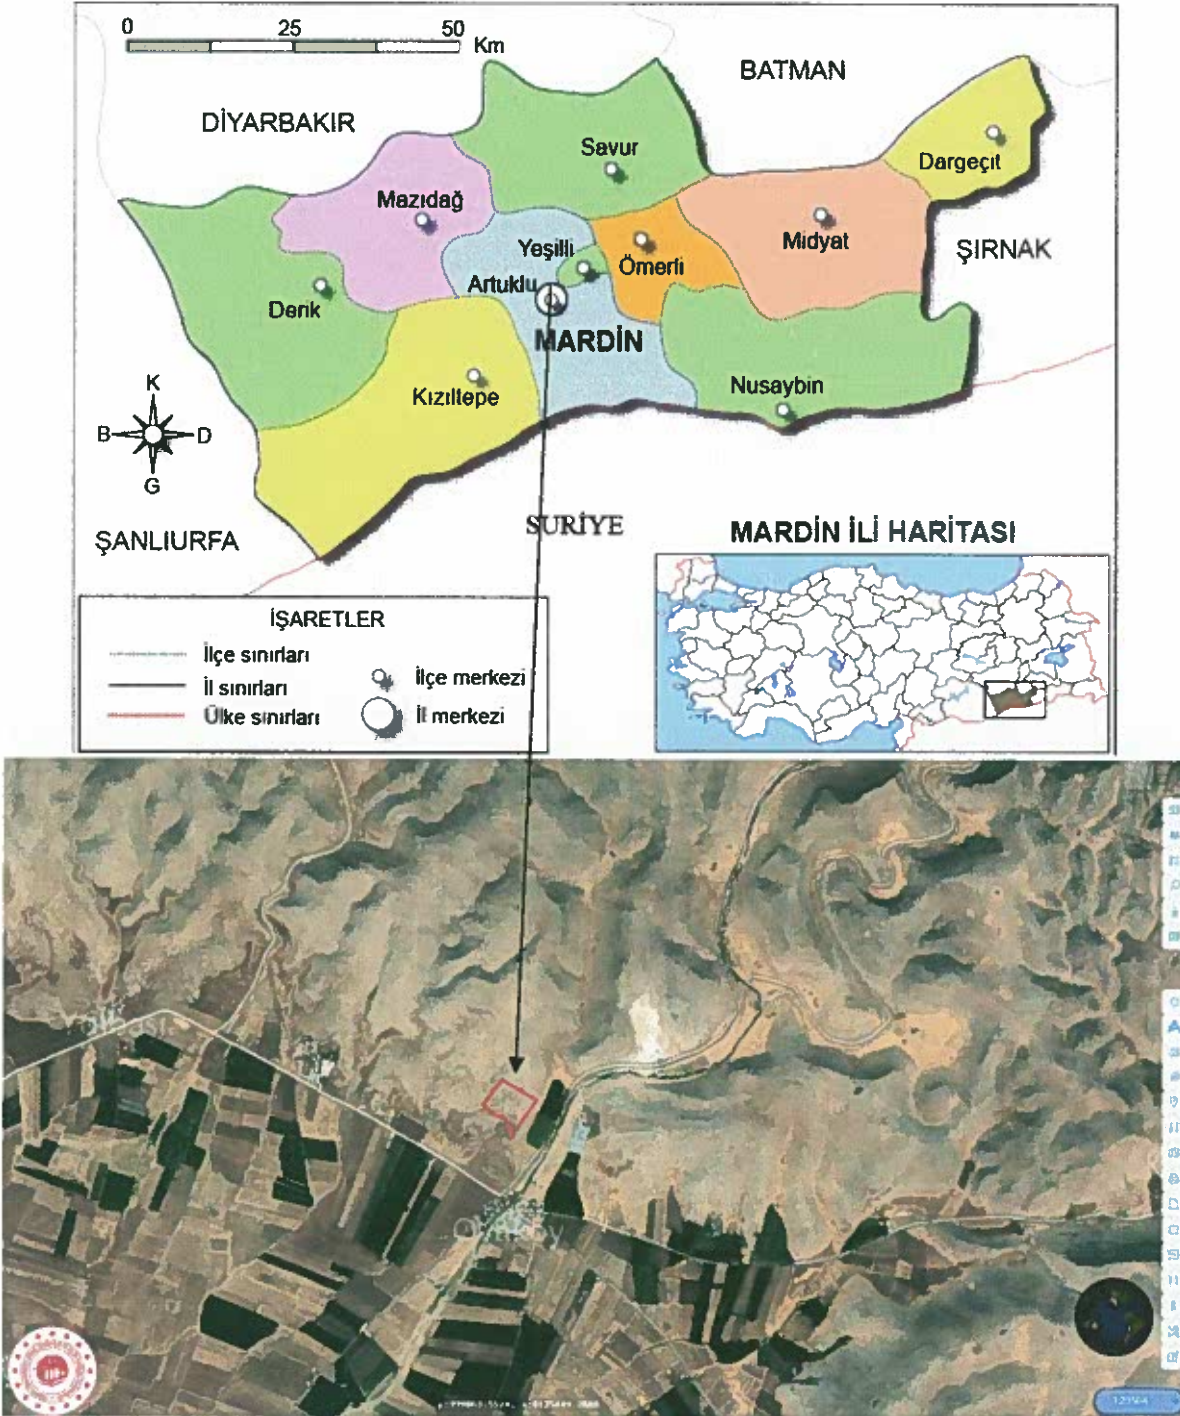 0 25 50
Km
BATMAN
DİYARBAKIR
Savur
Dargeçit
Mazıdağ
Midyat
ŞIRNAK
Yeşilli
Ömerli
Artuklu
Derik
MARDİN
Nusaybin
Kızıltepe
K
B D
G
ŞANLIURFA
SURİYE
MARDİN İLİ HARİTASI
İŞARETLER
İlçe sınırları
İl sınırları
Ülke sınırları
İlçe merkezi
İl merkezi